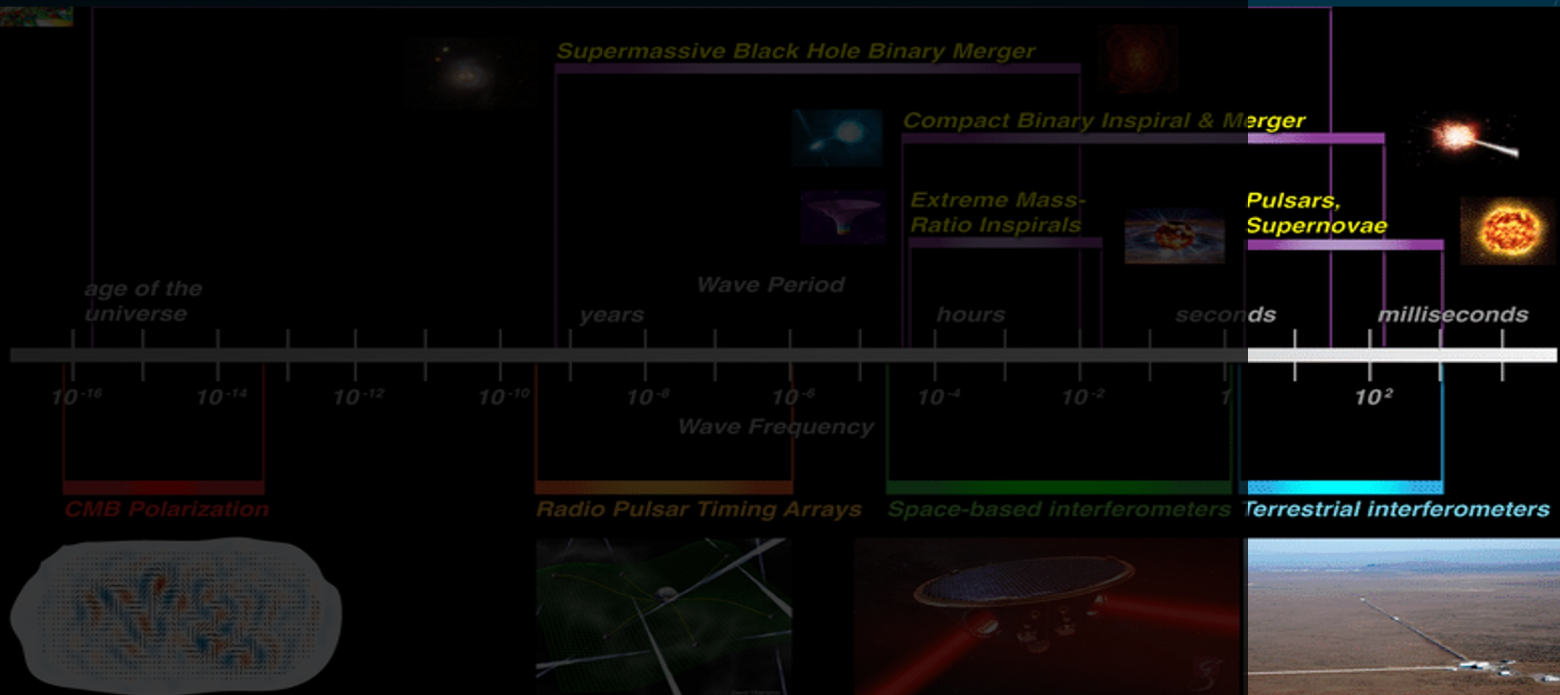 Supermassive Black Hole Binary Merger
Compact Binary Inspiral & Merger
Extreme Mass-
Ratio Inspirals
Pulsars,
Supernovae
Wave Period
age of the
universe
years
hours
seconds
milliseconds
10⁻¹⁶
10⁻¹⁴
10⁻¹²
10⁻¹⁰
10⁻⁸
10⁻⁶
10⁻⁴
10⁻²
1
10²
Wave Frequency
CMB Polarization
Radio Pulsar Timing Arrays
Space-based interferometers
Terrestrial interferometers